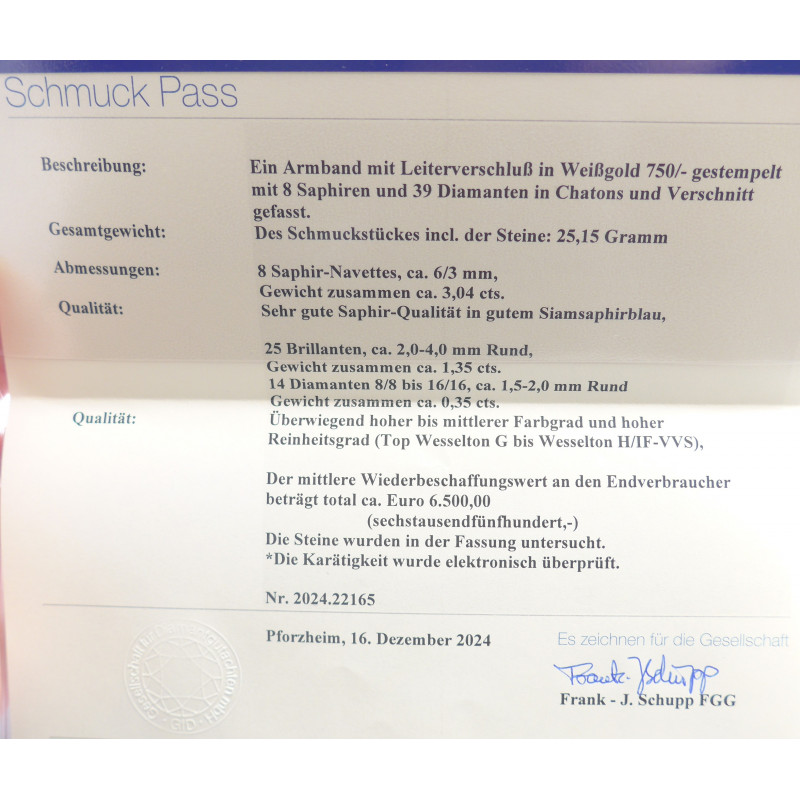 Schmuck Pass
Beschreibung: Ein Armband mit Leiterverschluß in Weißgold 750/- gestempelt
mit 8 Saphiren und 39 Diamanten in Chatons und Verschnitt
gefasst.
Gesamtgewicht: Des Schmuckstückes incl. der Steine: 25,15 Gramm
Abmessungen: 8 Saphir-Navettes, ca. 6/3 mm,
Gewicht zusammen ca. 3,04 cts.
Qualität: Sehr gute Saphir-Qualität in gutem Siamsaphirblau,
25 Brillanten, ca. 2,0-4,0 mm Rund,
Gewicht zusammen ca. 1,35 cts.
14 Diamanten 8/8 bis 16/16, ca. 1,5-2,0 mm Rund
Gewicht zusammen ca. 0,35 cts.
Qualität: Überwiegend hoher bis mittlerer Farbgrad und hoher
Reinheitsgrad (Top Wesselton G bis Wesselton H/IF-VVS),
Der mittlere Wiederbeschaffungswert an den Endverbraucher
beträgt total ca. Euro 6.500,00
(sechstausendfünfhundert,-)
Die Steine wurden in der Fassung untersucht.
*Die Karätigkeit wurde elektronisch überprüft.
Nr. 2024.22165
Pforzheim, 16. Dezember 2024
Es zeichnen für die Gesellschaft
Frank-J Schupp
Frank - J. Schupp FGG
GID